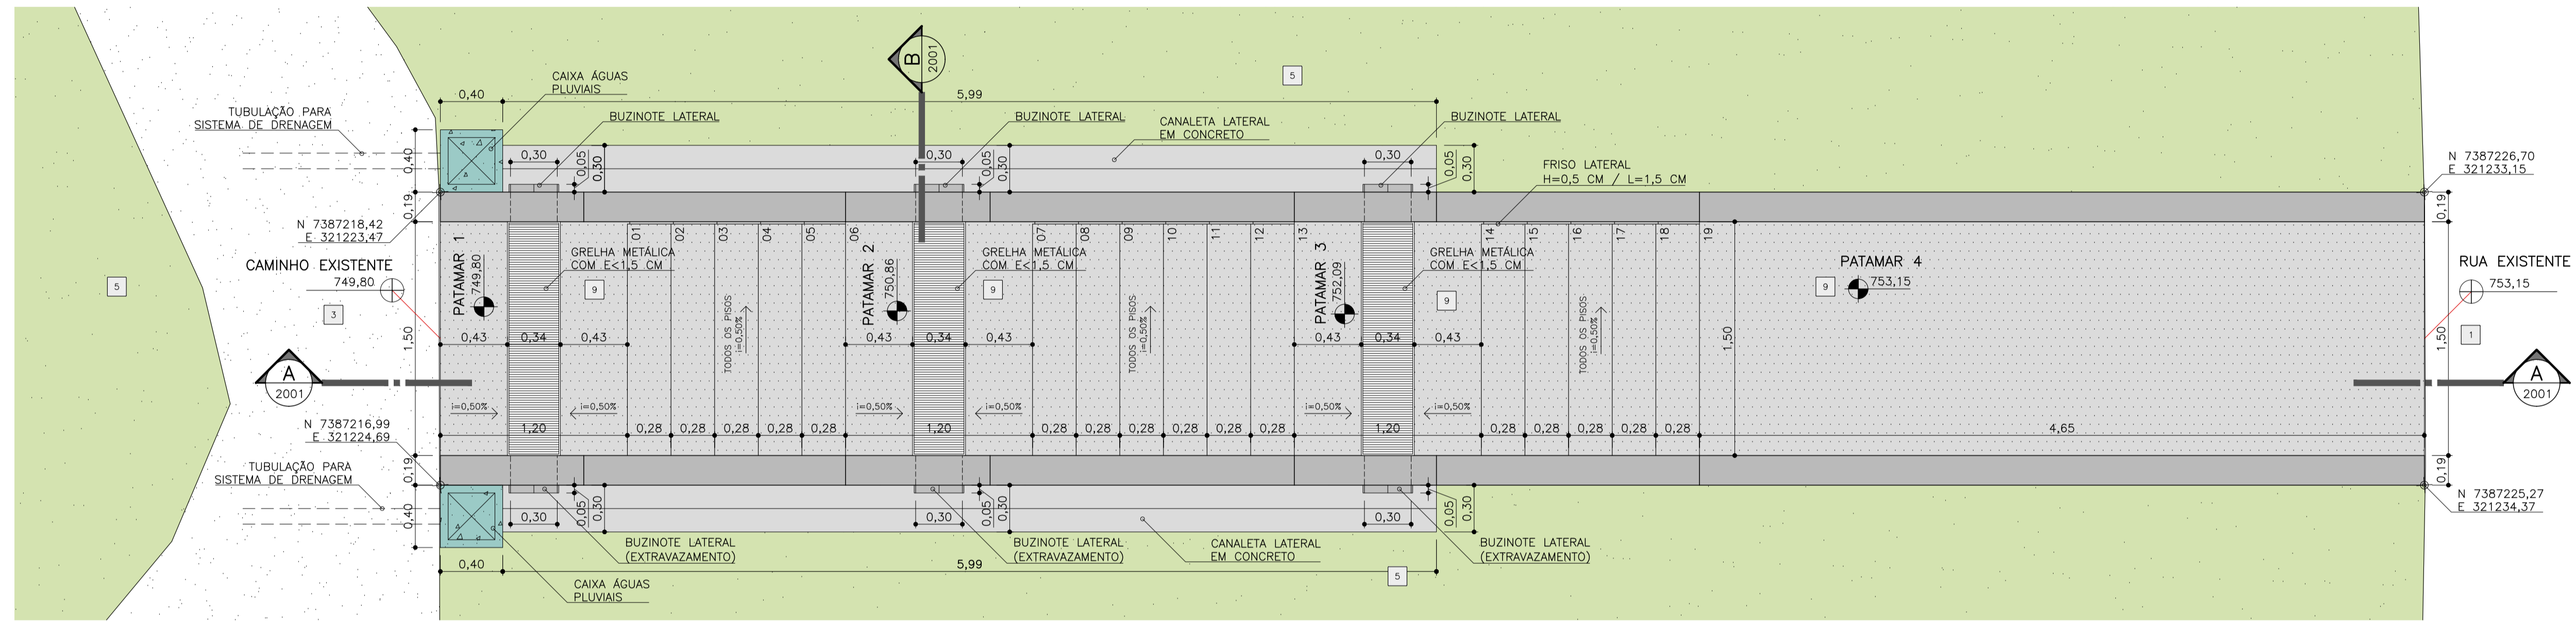 CAIXA ÁGUAS
PLUVIAIS
B
2001
5
0,40
5,99
TUBULAÇÃO PARA
SISTEMA DE DRENAGEM
BUZINOTE LATERAL
BUZINOTE LATERAL
CANALETA LATERAL
EM CONCRETO
BUZINOTE LATERAL
0,40
0,30
0,05
0,30
0,30
0,05
0,30
0,30
0,05
0,30
FRISO LATERAL
H=0,5 CM / L=1,5 CM
N 7387226,70
E 321233,15
0,19
0,19
N 7387218,42
E 321223,47
01
02
03
04
05
06
07
08
09
10
11
12
13
14
15
16
17
18
19
CAMINHO EXISTENTE
749,80
3
5
PATAMAR 1
749,80
GRELHA METÁLICA
COM E<1,5 CM
9
TODOS OS PISOS
i=0,50%
PATAMAR 2
750,86
GRELHA METÁLICA
COM E<1,5 CM
9
TODOS OS PISOS
i=0,50%
PATAMAR 3
752,09
GRELHA METÁLICA
COM E<1,5 CM
9
TODOS OS PISOS
i=0,50%
PATAMAR 4
9
753,15
RUA EXISTENTE
753,15
1
1,50
0,43
0,34
0,43
0,43
0,34
0,43
0,43
0,34
0,43
1,50
1,50
A
2001
A
2001
i=0,50%
i=0,50%
i=0,50%
i=0,50%
i=0,50%
i=0,50%
N 7387216,99
E 321224,69
1,20
0,28
0,28
0,28
0,28
0,28
1,20
0,28
0,28
0,28
0,28
0,28
0,28
1,20
0,28
0,28
0,28
0,28
0,28
4,65
0,19
0,19
TUBULAÇÃO PARA
SISTEMA DE DRENAGEM
N 7387225,27
E 321234,37
0,40
0,30
0,05
0,30
0,30
0,05
0,30
0,30
0,05
0,30
BUZINOTE LATERAL
(EXTRAVAZAMENTO)
BUZINOTE LATERAL
(EXTRAVAZAMENTO)
CANALETA LATERAL
EM CONCRETO
BUZINOTE LATERAL
(EXTRAVAZAMENTO)
0,40
5,99
5
CAIXA ÁGUAS
PLUVIAIS